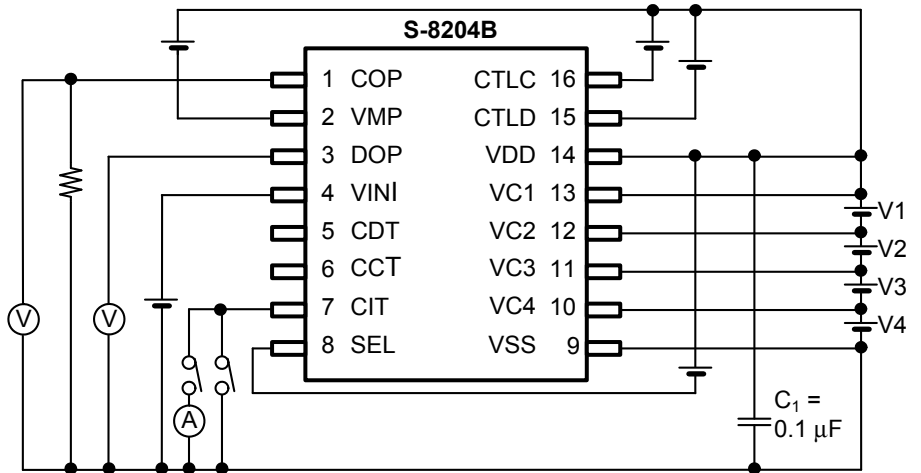 S-8204B
1 COP
2 VMP
3 DOP
4 VINI
5 CDT
6 CCT
7 CIT
8 SEL
CTLC 16
CTLD 15
VDD 14
VC1 13
VC2 12
VC3 11
VC4 10
VSS 9
V1
V2
V3
V4
V
V
A
C₁ =
0.1 μF